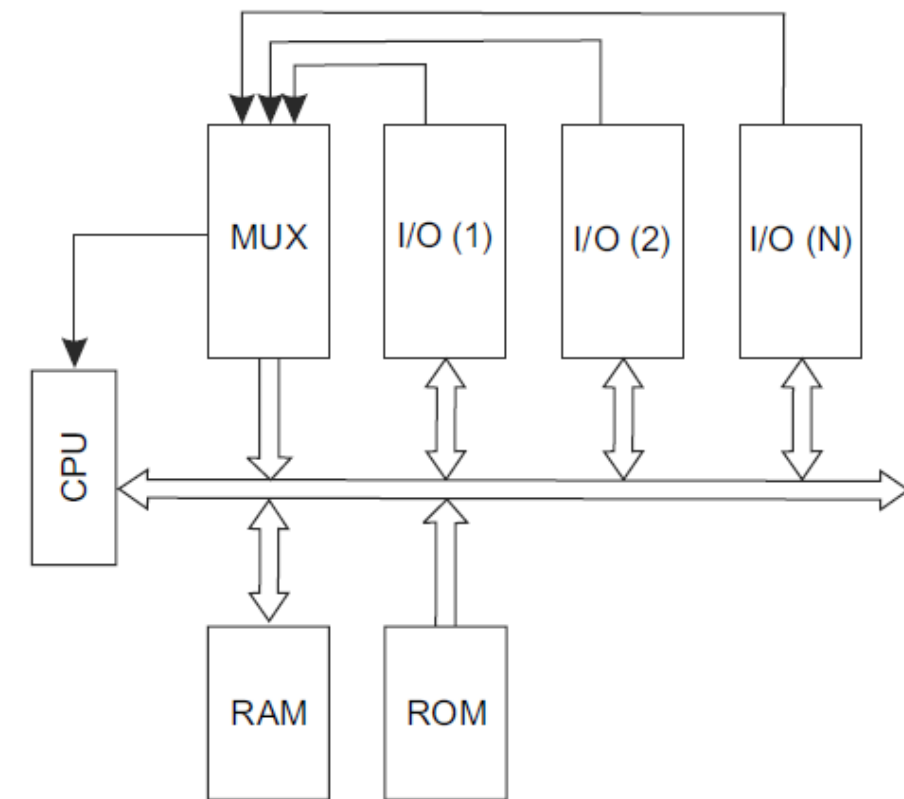 MUX
I/O (1)
I/O (2)
I/O (N)
CPU
RAM
ROM